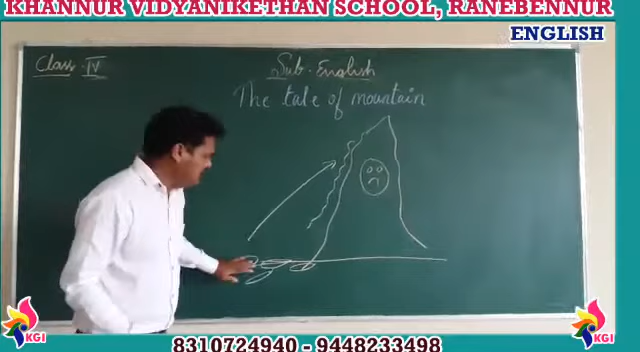 KHANNUR VIDYANIKETHAN SCHOOL, RANEBENNUR
ENGLISH
Class - IV
Sub - English
The tale of mountain
KGI
KGI
8310724940 - 9448233498